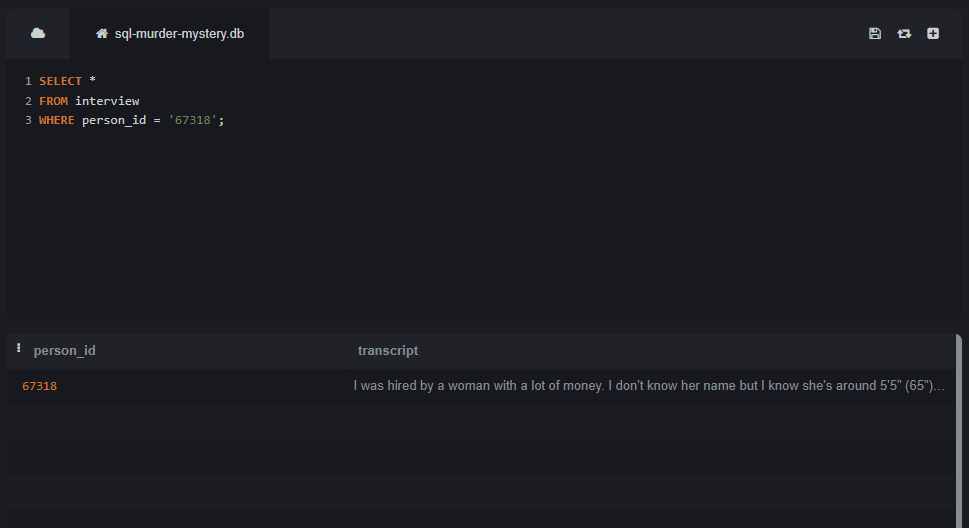 sql-murder-mystery.db
1 SELECT *
2 FROM interview
3 WHERE person_id = '67318';
person_id transcript
67318 I was hired by a woman with a lot of money. I don't know her name but I know she's around 5'5" (65")...